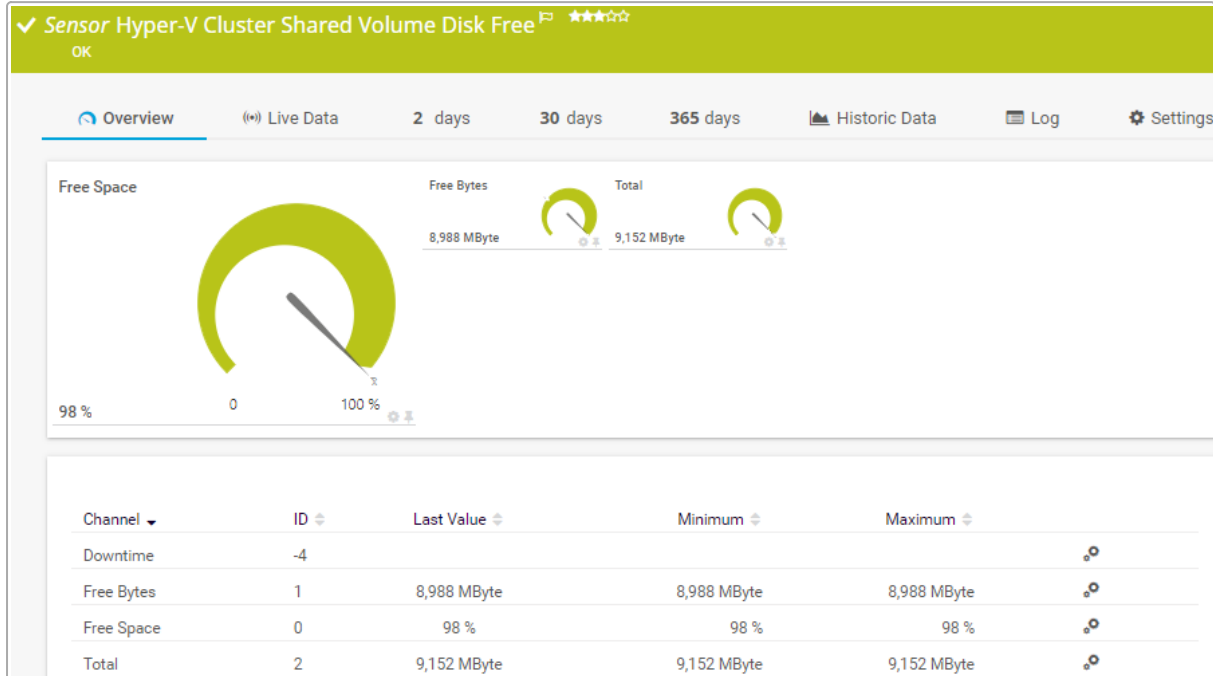 Sensor Hyper-V Cluster Shared Volume Disk Free
OK
Overview Live Data 2 days 30 days 365 days Historic Data Log Settings
Free Space Free Bytes Total
8,988 MByte 9,152 MByte
0 100 %
98 %
Channel ID Last Value Minimum Maximum
Downtime -4
Free Bytes 1 8,988 MByte 8,988 MByte 8,988 MByte
Free Space 0 98 % 98 % 98 %
Total 2 9,152 MByte 9,152 MByte 9,152 MByte